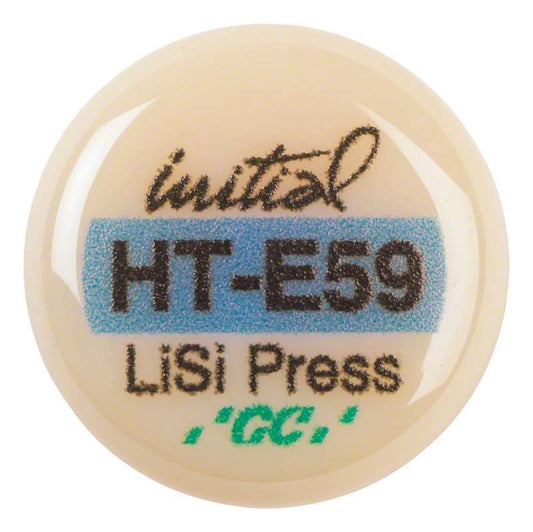 initial
HT-E59
LiSi Press
'GC'